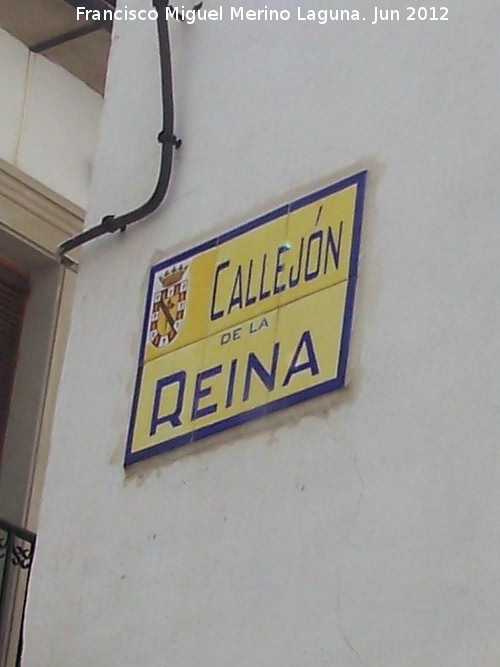 Francisco Miguel Merino Laguna. Jun 2012
CALLEJÓN
DE LA
REINA